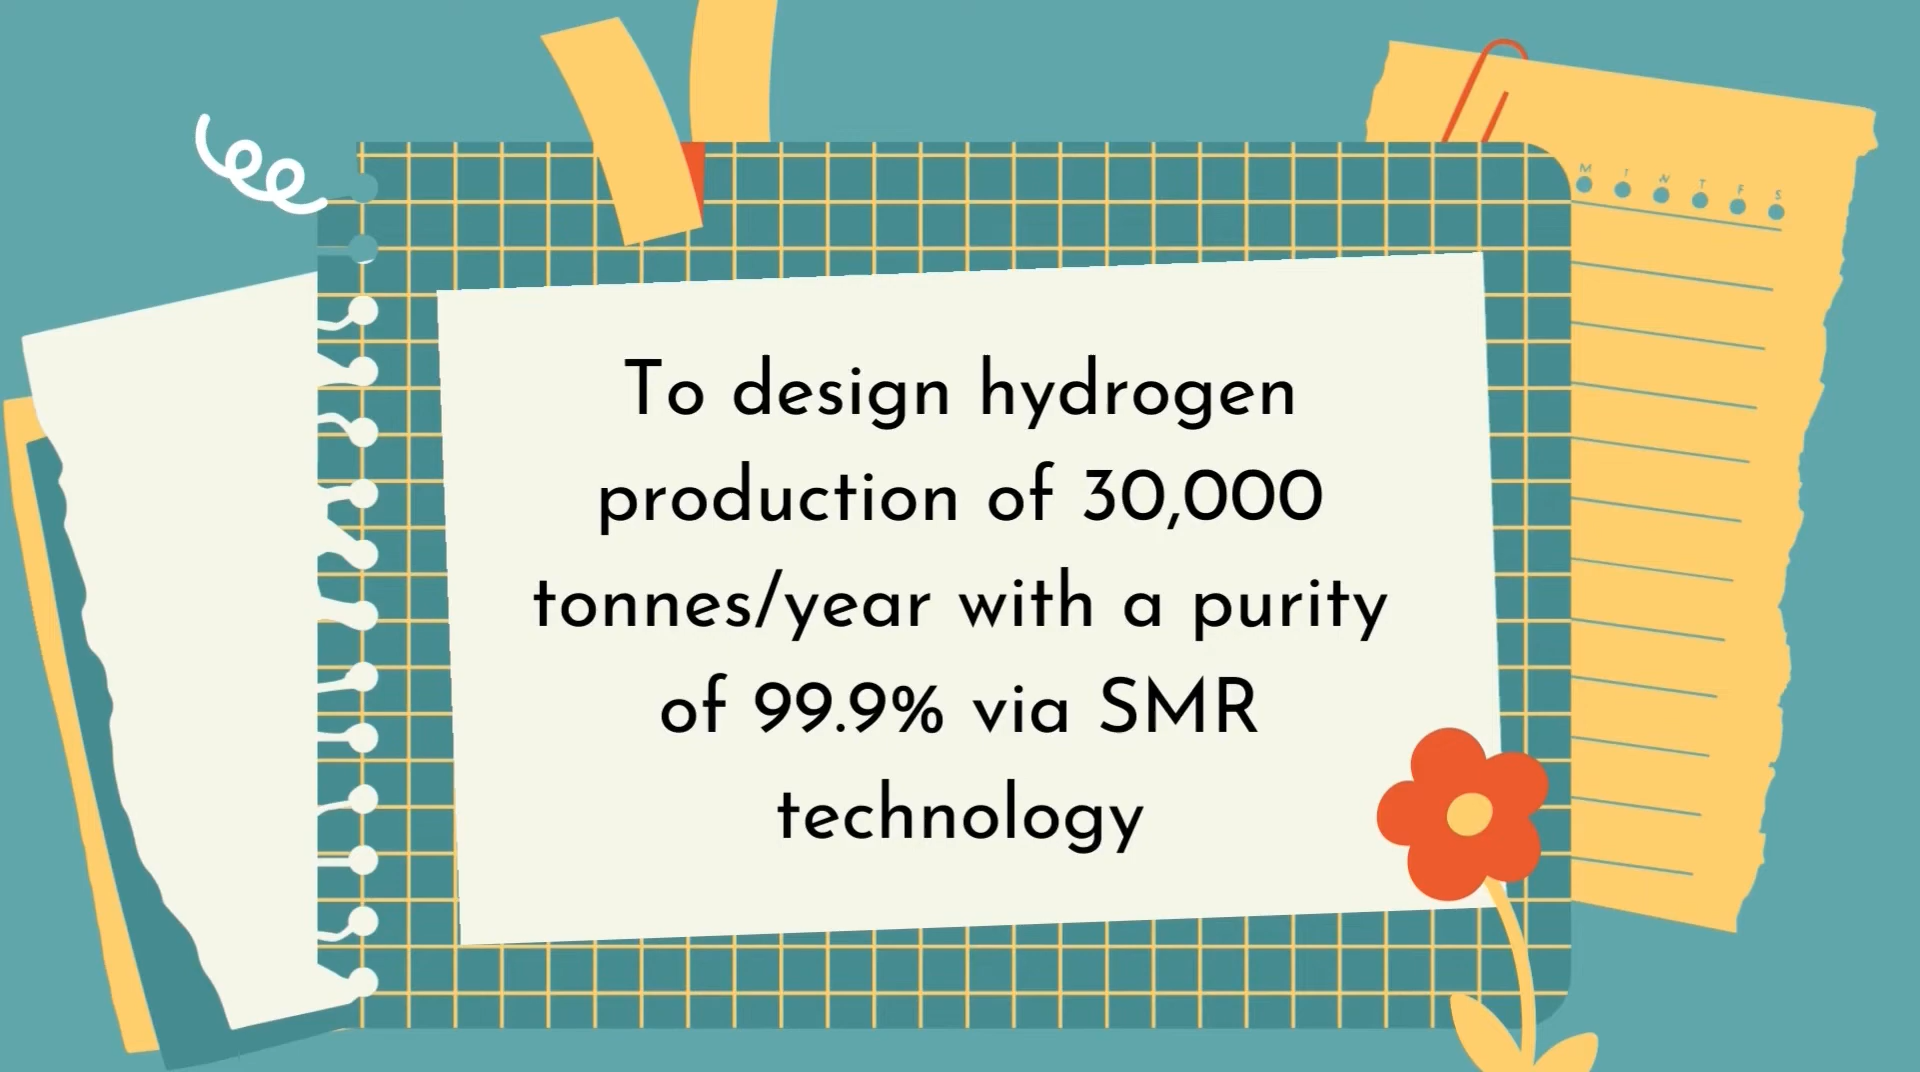 M T W T F S
To design hydrogen
production of 30,000
tonnes/year with a purity
of 99.9% via SMR
technology